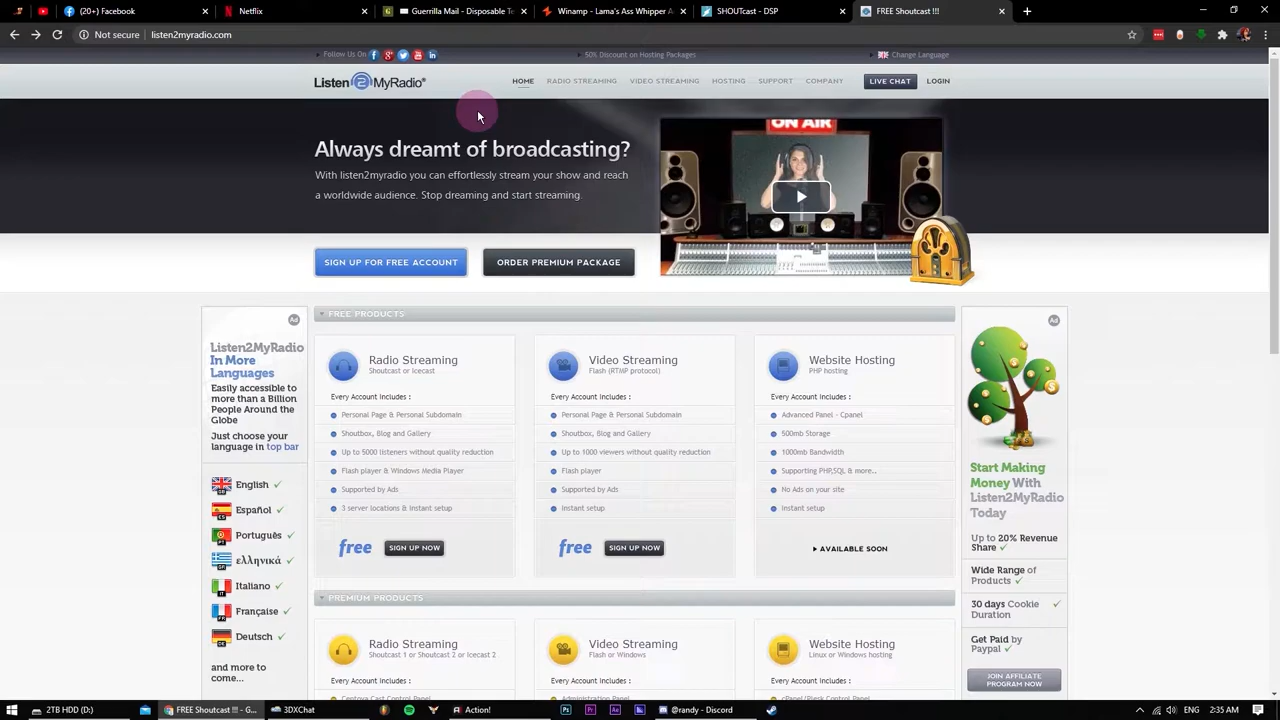 (20+) Facebook
Netflix
Guerrilla Mail - Disposable Te
Winamp - Lama's Ass Whipper A
SHOUTcast - DSP
FREE Shoutcast !!!
Not secure
listen2myradio.com
Follow Us On
50% Discount on Hosting Packages
Change Language
Listen2MyRadio®
HOME
RADIO STREAMING
VIDEO STREAMING
HOSTING
SUPPORT
COMPANY
LIVE CHAT
LOGIN
Always dreamt of broadcasting?
With listen2myradio you can effortlessly stream your show and reach
a worldwide audience. Stop dreaming and start streaming.
ON AIR
SIGN UP FOR FREE ACCOUNT
ORDER PREMIUM PACKAGE
Ad
Listen2MyRadio
In More
Languages
Easily accessible to
more than a Billion
People Around the
Globe
Just choose your
language in top bar
English
Español
Português
ελληνικά
Italiano
Française
Deutsch
and more to
come...
FREE PRODUCTS
Radio Streaming
Shoutcast or Icecast
Every Account Includes :
Personal Page & Personal Subdomain
Shoutbox, Blog and Gallery
Up to 5000 listeners without quality reduction
Flash player & Windows Media Player
Supported by Ads
3 server locations & Instant setup
free
SIGN UP NOW
Video Streaming
Flash (RTMP protocol)
Every Account Includes :
Personal Page & Personal Subdomain
Shoutbox, Blog and Gallery
Up to 1000 viewers without quality reduction
Flash player
Supported by Ads
Instant setup
free
SIGN UP NOW
Website Hosting
PHP hosting
Every Account Includes :
Advanced Panel - Cpanel
500mb Storage
1000mb Bandwidth
Supporting PHP,SQL & more..
No Ads on your site
Instant setup
AVAILABLE SOON
PREMIUM PRODUCTS
Radio Streaming
Shoutcast 1 or Shoutcast 2 or Icecast 2
Every Account Includes :
Centova Cast Control Panel
Video Streaming
Flash or Windows
Every Account Includes :
Administration Panel
Website Hosting
Linux or Windows hosting
Every Account Includes :
cPanel/Plesk Control Panel
Ad
Start Making
Money With
Listen2MyRadio
Today
Up to 20% Revenue
Share
Wide Range of
Products
30 days Cookie
Duration
Get Paid by
Paypal
JOIN AFFILIATE
PROGRAM NOW
2TB HDD (D:)
FREE Shoutcast !!! - G...
3DXChat
Action!
@randy - Discord
ENG
2:35 AM